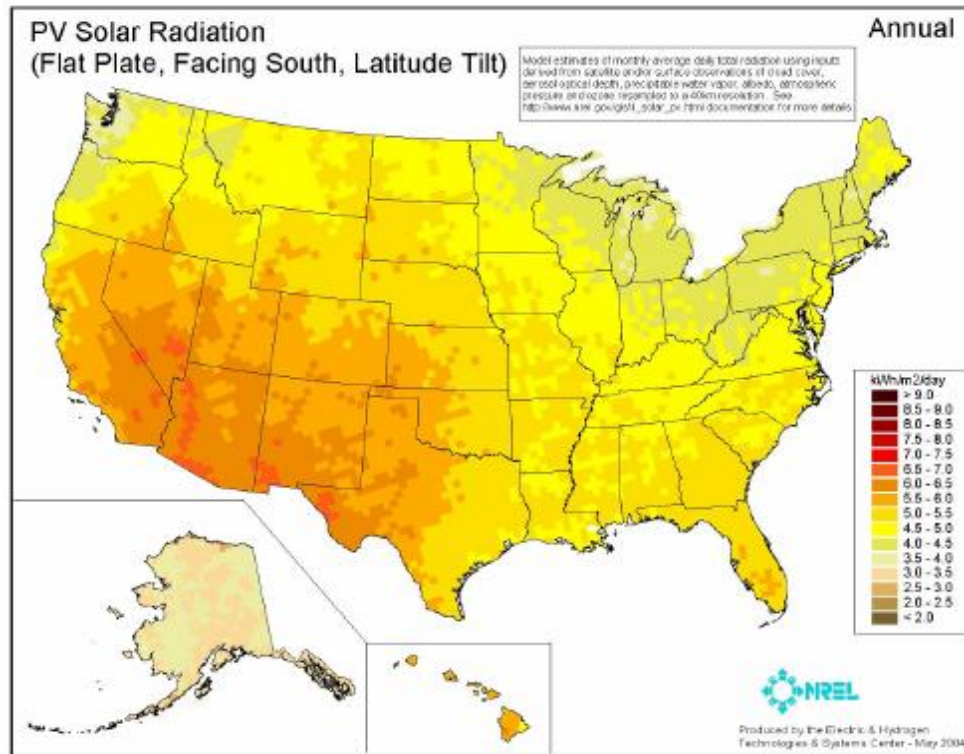 PV Solar Radiation
(Flat Plate, Facing South, Latitude Tilt)
Annual
Model estimates of monthly average daily total radiation using inputs
derived from satellite and/or surface observations of cloud cover,
aerosol optical depth, precipitable water vapor, albedo, atmospheric
pressure and ozone resampled to a 40km resolution. See
for more details.
kWh/m2/day
> 9.0
8.5 - 9.0
8.0 - 8.5
7.5 - 8.0
7.0 - 7.5
6.5 - 7.0
6.0 - 6.5
5.5 - 6.0
5.0 - 5.5
4.5 - 5.0
4.0 - 4.5
3.5 - 4.0
3.0 - 3.5
2.5 - 3.0
2.0 - 2.5
< 2.0
NREL
Produced by the Electric & Hydrogen
Technologies & Systems Center - May 2004